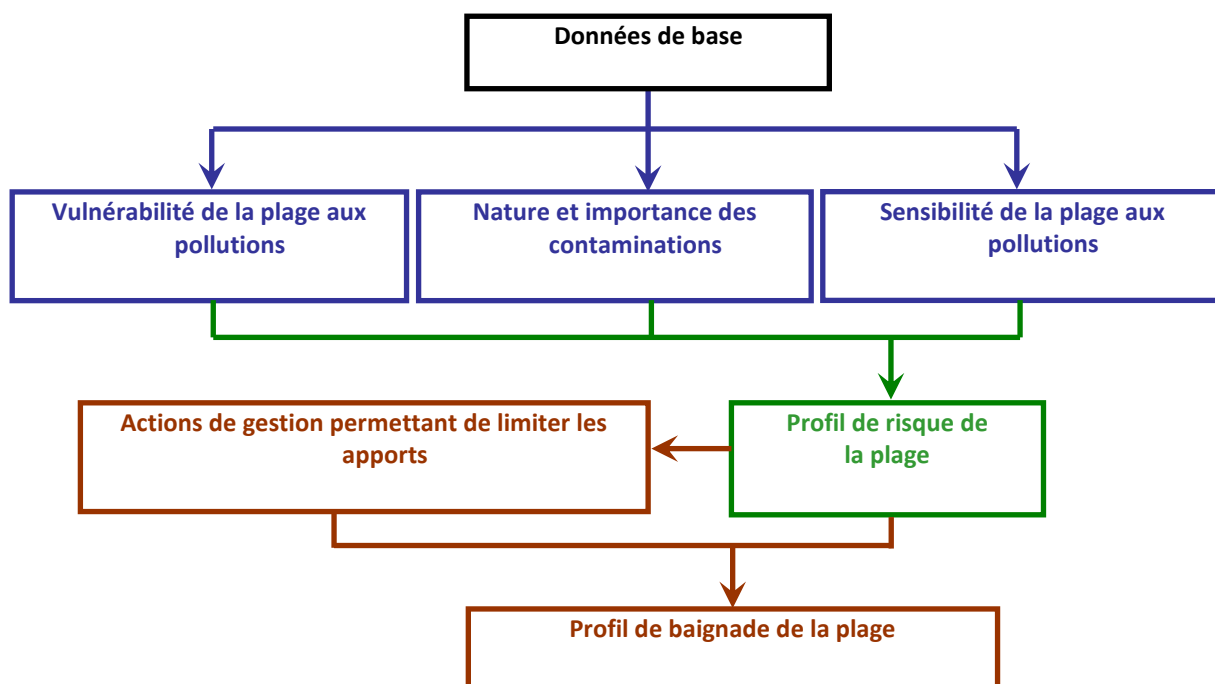 Données de base
Vulnérabilité de la plage aux
pollutions
Nature et importance des
contaminations
Sensibilité de la plage aux
pollutions
Actions de gestion permettant de limiter les
apports
Profil de risque de
la plage
Profil de baignade de la plage